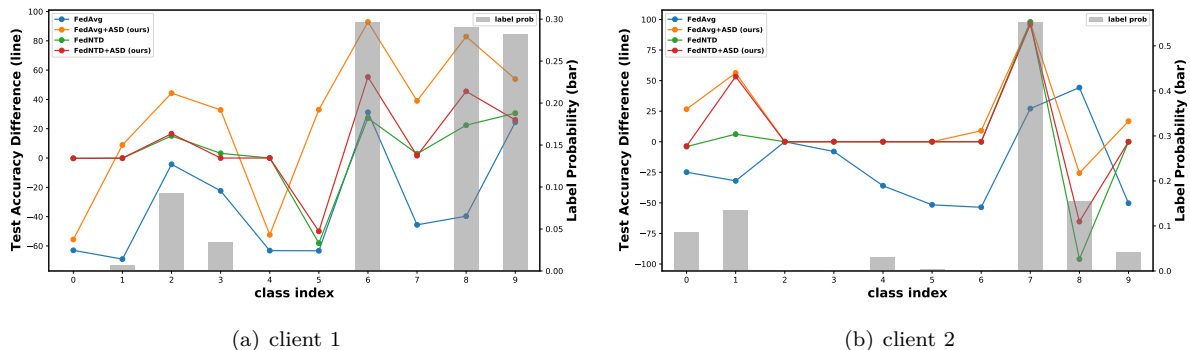 FedAvg
FedAvg+ASD (ours)
FedNTD
FedNTD+ASD (ours)
label prob
Test Accuracy Difference (line)
100
80
60
40
20
0
−20
−40
−60
0.30
0.25
0.20
0.15
0.10
0.05
0.00
Label Probability (bar)
0 1 2 3 4 5 6 7 8 9
class index
(a) client 1
FedAvg
FedAvg+ASD (ours)
FedNTD
FedNTD+ASD (ours)
label prob
Test Accuracy Difference (line)
100
75
50
25
0
−25
−50
−75
−100
0.5
0.4
0.3
0.2
0.1
0.0
Label Probability (bar)
0 1 2 3 4 5 6 7 8 9
class index
(b) client 2